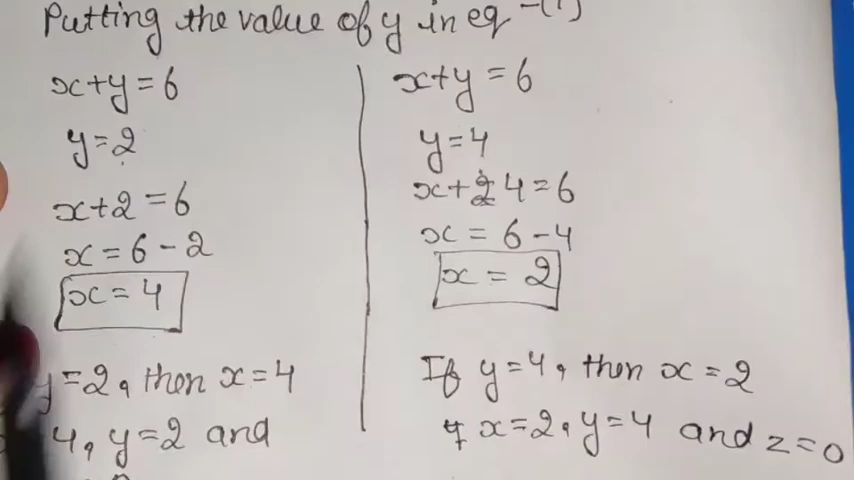 Putting the value of y in eq -(1)
x+y=6
y=2
x+2=6
x=6-2
x=4
y=2, then x=4
4, y=2 and
x+y=6
y=4
x+4=6
x=6-4
x=2
If y=4, then x=2
x=2, y=4 and z=0